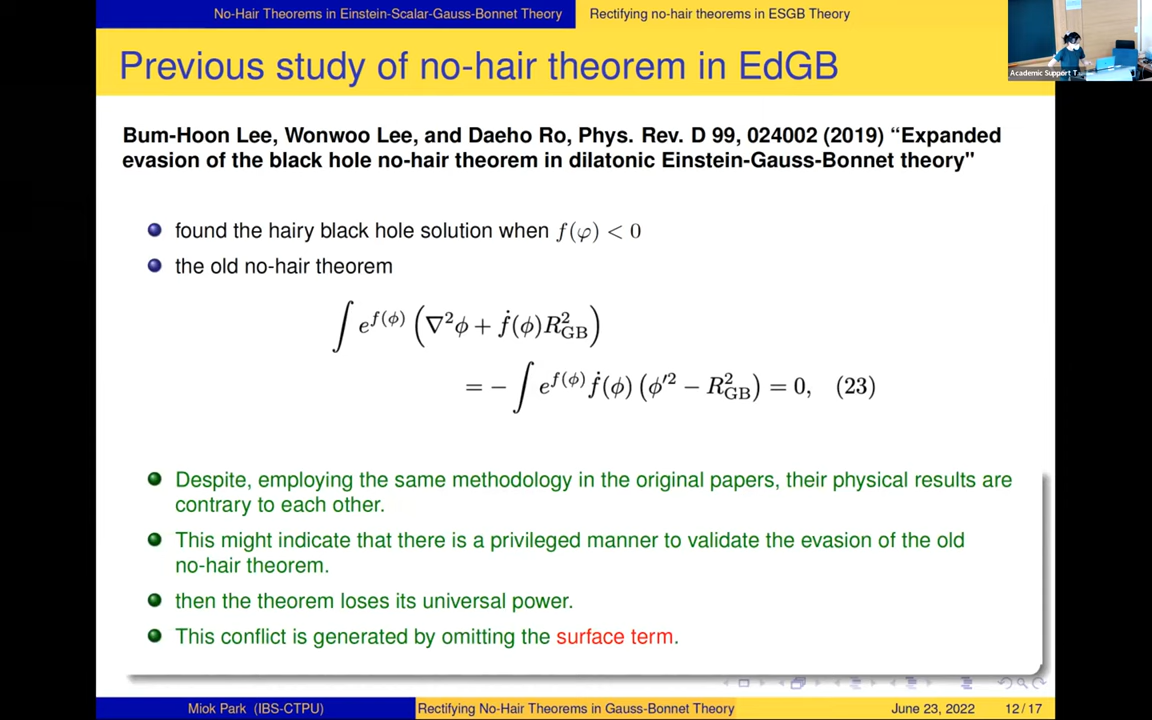 No-Hair Theorems in Einstein-Scalar-Gauss-Bonnet Theory Rectifying no-hair theorems in ESGB Theory
Previous study of no-hair theorem in EdGB
Academic Support T
Bum-Hoon Lee, Wonwoo Lee, and Daeho Ro, Phys. Rev. D 99, 024002 (2019) “Expanded
evasion of the black hole no-hair theorem in dilatonic Einstein-Gauss-Bonnet theory"
found the hairy black hole solution when f(φ) < 0
the old no-hair theorem
∫ e^{f(ϕ)} (∇²ϕ + ḟ(ϕ)R²_GB)
= − ∫ e^{f(ϕ)} ḟ(ϕ) (ϕ′² − R²_GB) = 0, (23)
Despite, employing the same methodology in the original papers, their physical results are
contrary to each other.
This might indicate that there is a privileged manner to validate the evasion of the old
no-hair theorem.
then the theorem loses its universal power.
This conflict is generated by omitting the surface term.
Miok Park (IBS-CTPU) Rectifying No-Hair Theorems in Gauss-Bonnet Theory June 23, 2022 12 / 17